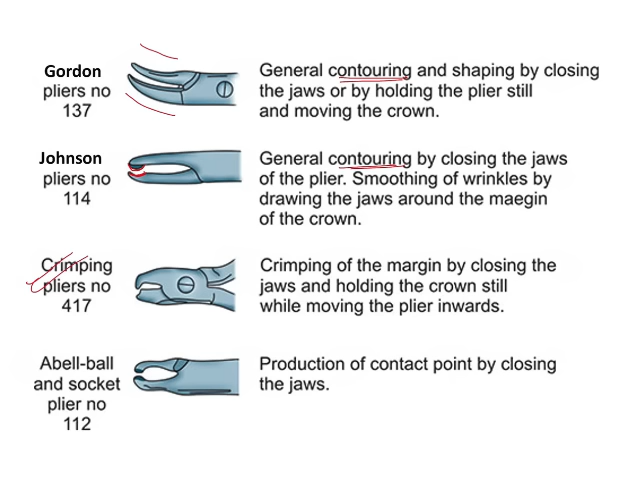 Gordon
pliers no
137
General contouring and shaping by closing
the jaws or by holding the plier still
and moving the crown.
Johnson
pliers no
114
General contouring by closing the jaws
of the plier. Smoothing of wrinkles by
drawing the jaws around the maegin
of the crown.
Crimping
pliers no
417
Crimping of the margin by closing the
jaws and holding the crown still
while moving the plier inwards.
Abell-ball
and socket
plier no
112
Production of contact point by closing
the jaws.